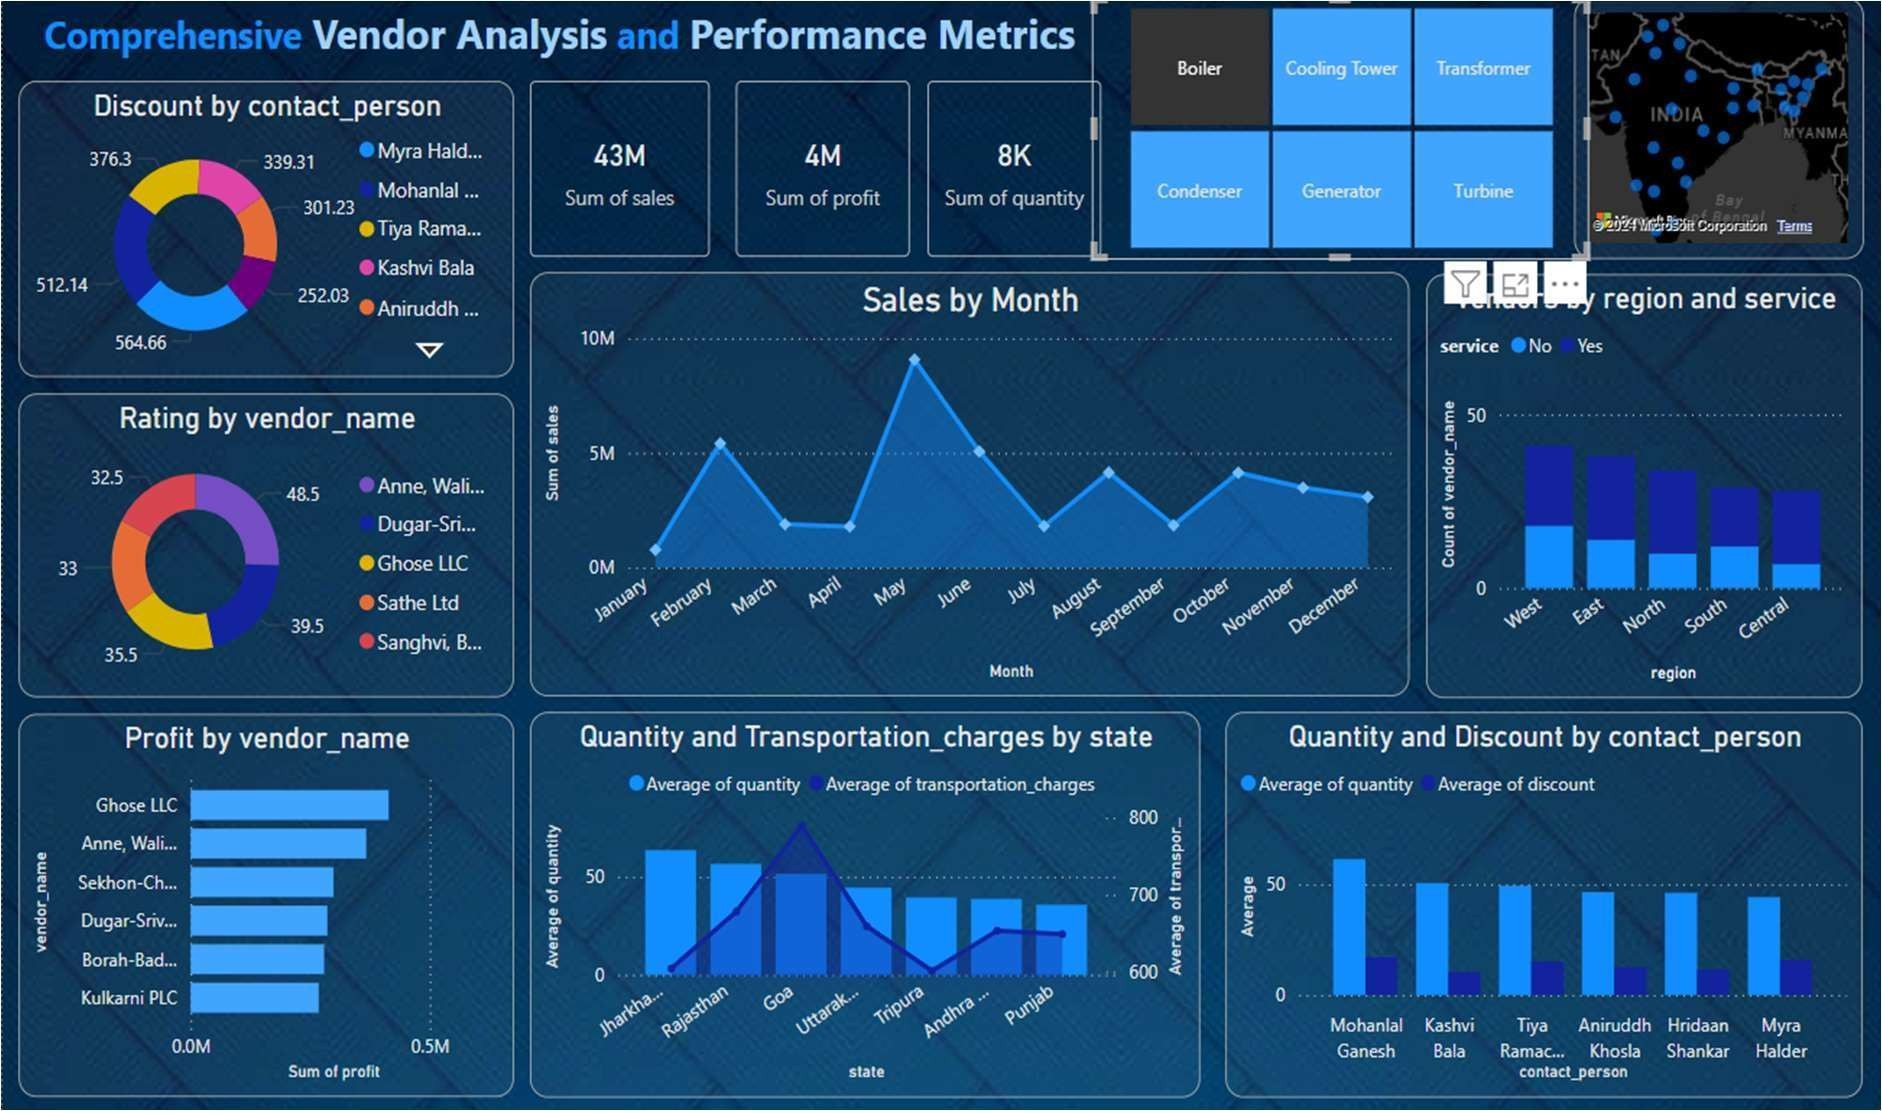 Comprehensive Vendor Analysis and Performance Metrics
Discount by contact_person
376.3
339.31
301.23
252.03
564.66
512.14
Myra Hald...
Mohanlal ...
Tiya Rama...
Kashvi Bala
Aniruddh ...
43M
Sum of sales
4M
Sum of profit
8K
Sum of quantity
Boiler
Cooling Tower
Transformer
Condenser
Generator
Turbine
TAN
INDIA
MYANMA
TH
Bay
of Bengal
© 2024 Microsoft Corporation Terms
Rating by vendor_name
32.5
48.5
33
39.5
35.5
Anne, Wali...
Dugar-Sri...
Ghose LLC
Sathe Ltd
Sanghvi, B...
Sales by Month
Sum of sales
10M
5M
0M
January
February
March
April
May
June
July
August
September
October
November
December
Month
by region and service
service No Yes
Count of vendor_name
50
0
West
East
North
South
Central
region
Profit by vendor_name
vendor_name
Ghose LLC
Anne, Wali...
Sekhon-Ch...
Dugar-Sriv...
Borah-Bad...
Kulkarni PLC
0.0M
0.5M
Sum of profit
Quantity and Transportation_charges by state
Average of quantity Average of transportation_charges
Average of quantity
50
0
800
700
600
Average of transpor_
Jharkha...
Rajasthan
Goa
Uttarak...
Tripura
Andhra ...
Punjab
state
Quantity and Discount by contact_person
Average of quantity Average of discount
Average
50
0
Mohanlal Ganesh
Kashvi Bala
Tiya Ramac...
Aniruddh Khosla
Hridaan Shankar
Myra Halder
contact_person